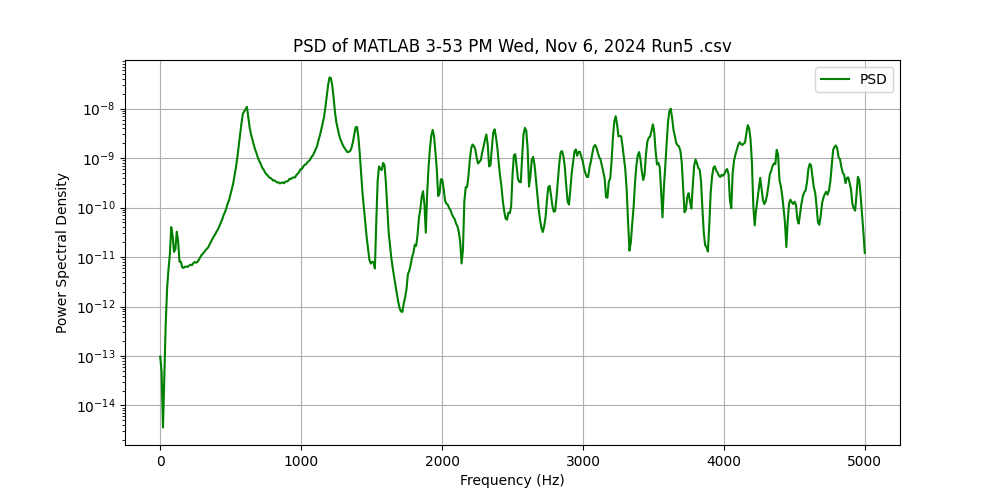 PSD of MATLAB 3-53 PM Wed, Nov 6, 2024 Run5 .csv
PSD
Power Spectral Density
10⁻⁸
10⁻⁹
10⁻¹⁰
10⁻¹¹
10⁻¹²
10⁻¹³
10⁻¹⁴
0 1000 2000 3000 4000 5000
Frequency (Hz)